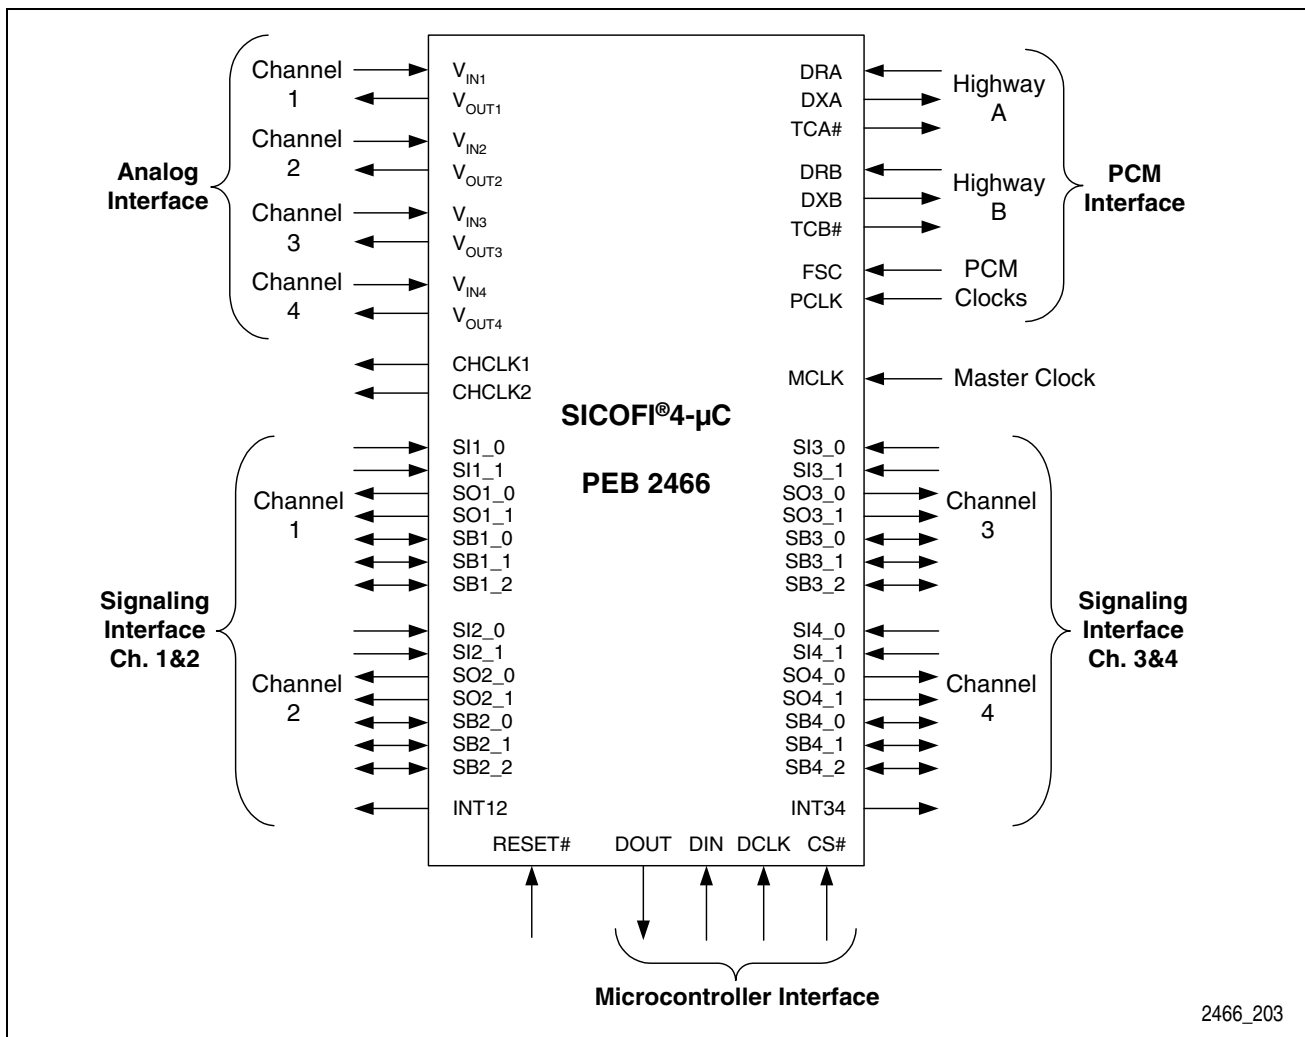 Analog
Interface
Channel
1
Channel
2
Channel
3
Channel
4
VIN1
VOUT1
VIN2
VOUT2
VIN3
VOUT3
VIN4
VOUT4
CHCLK1
CHCLK2
DRA
DXA
TCA#
DRB
DXB
TCB#
FSC
PCLK
MCLK
Highway
A
Highway
B
PCM
Clocks
Master Clock
PCM
Interface
SICOFI®4-µC
PEB 2466
Signaling
Interface
Ch. 1&2
Channel
1
Channel
2
SI1_0
SI1_1
SO1_0
SO1_1
SB1_0
SB1_1
SB1_2
SI2_0
SI2_1
SO2_0
SO2_1
SB2_0
SB2_1
SB2_2
INT12
SI3_0
SI3_1
SO3_0
SO3_1
SB3_0
SB3_1
SB3_2
SI4_0
SI4_1
SO4_0
SO4_1
SB4_0
SB4_1
SB4_2
INT34
Channel
3
Channel
4
Signaling
Interface
Ch. 3&4
RESET# DOUT DIN DCLK CS#
Microcontroller Interface
2466_203